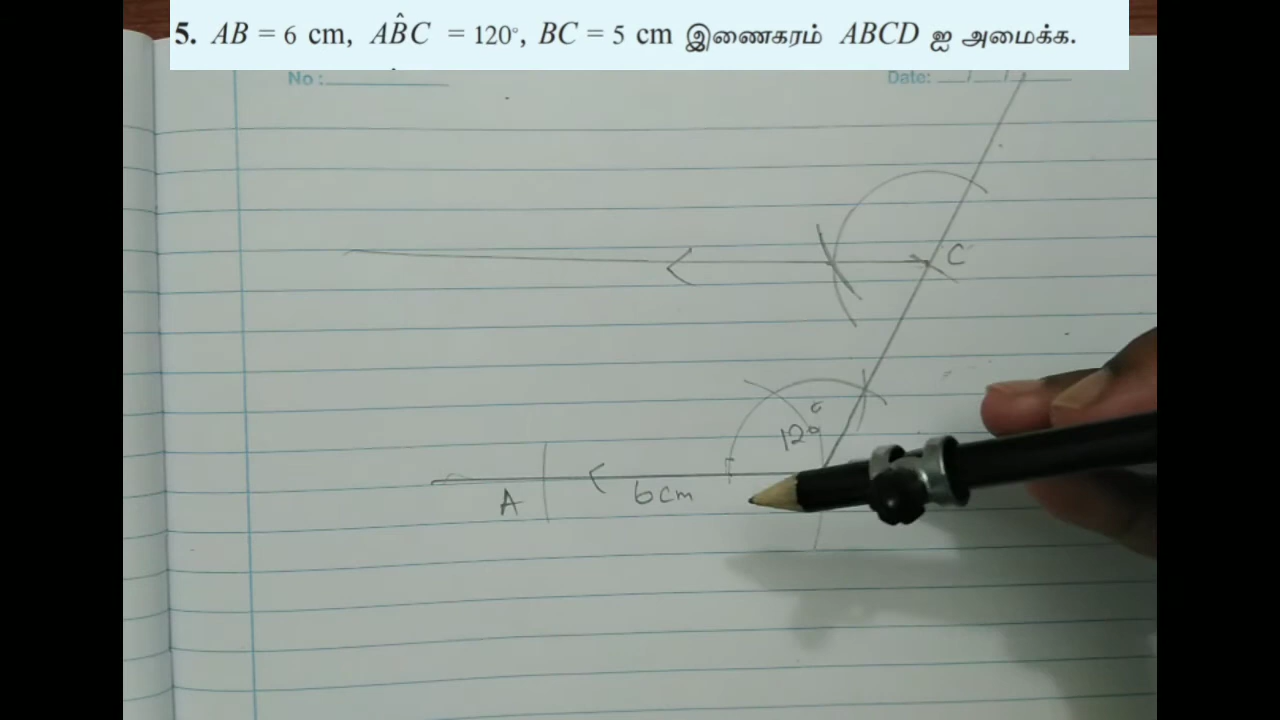 5. AB = 6 cm, AB̂C = 120°, BC = 5 cm இணைகரம் ABCD ஐ அமைக்க.
No : Date: / /
C
120°
A 6cm